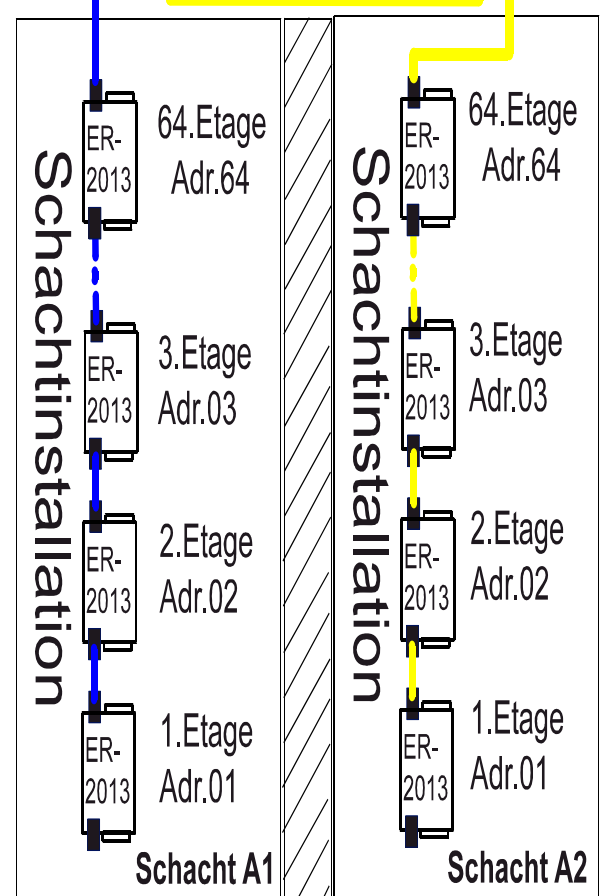 Schachtinstallation
ER-
2013
64.Etage
Adr.64
ER-
2013
3.Etage
Adr.03
ER-
2013
2.Etage
Adr.02
ER-
2013
1.Etage
Adr.01
Schacht A1
Schachtinstallation
ER-
2013
64.Etage
Adr.64
ER-
2013
3.Etage
Adr.03
ER-
2013
2.Etage
Adr.02
ER-
2013
1.Etage
Adr.01
Schacht A2